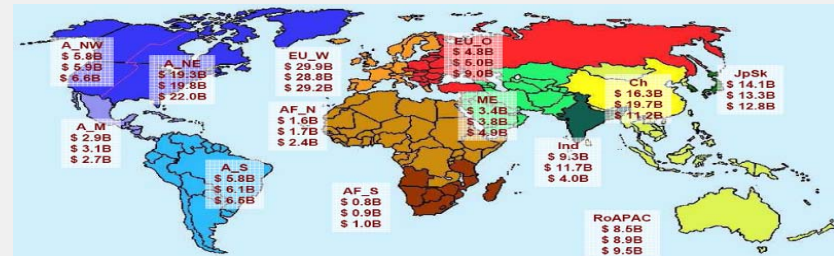 A_NW
$ 5.8B
$ 5.9B
$ 6.6B
A_NE
$ 19.3B
$ 19.8B
$ 22.0B
EU_W
$ 29.9B
$ 28.8B
$ 29.2B
EU_O
$ 4.8B
$ 5.0B
$ 9.0B
Ch
$ 16.3B
$ 19.7B
$ 11.2B
JpSk
$ 14.1B
$ 13.3B
$ 12.8B
A_M
$ 2.9B
$ 3.1B
$ 2.7B
AF_N
$ 1.6B
$ 1.7B
$ 2.4B
ME
$ 3.4B
$ 3.8B
$ 4.9B
Ind
$ 9.3B
$ 11.7B
$ 4.0B
A_S
$ 5.8B
$ 6.1B
$ 6.5B
AF_S
$ 0.8B
$ 0.9B
$ 1.0B
RoAPAC
$ 8.5B
$ 8.9B
$ 9.5B